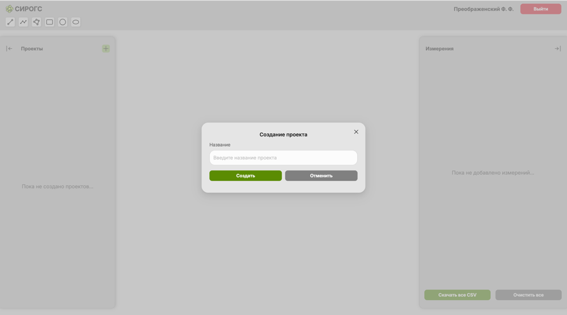 СИРОГС
Преображенский Ф. Ф.
Выйти
Проекты
Измерения
Создание проекта
Название
Введите название проекта
Создать
Отменить
Пока не создано проектов...
Пока не добавлено измерений...
Скачать все CSV
Очистить все